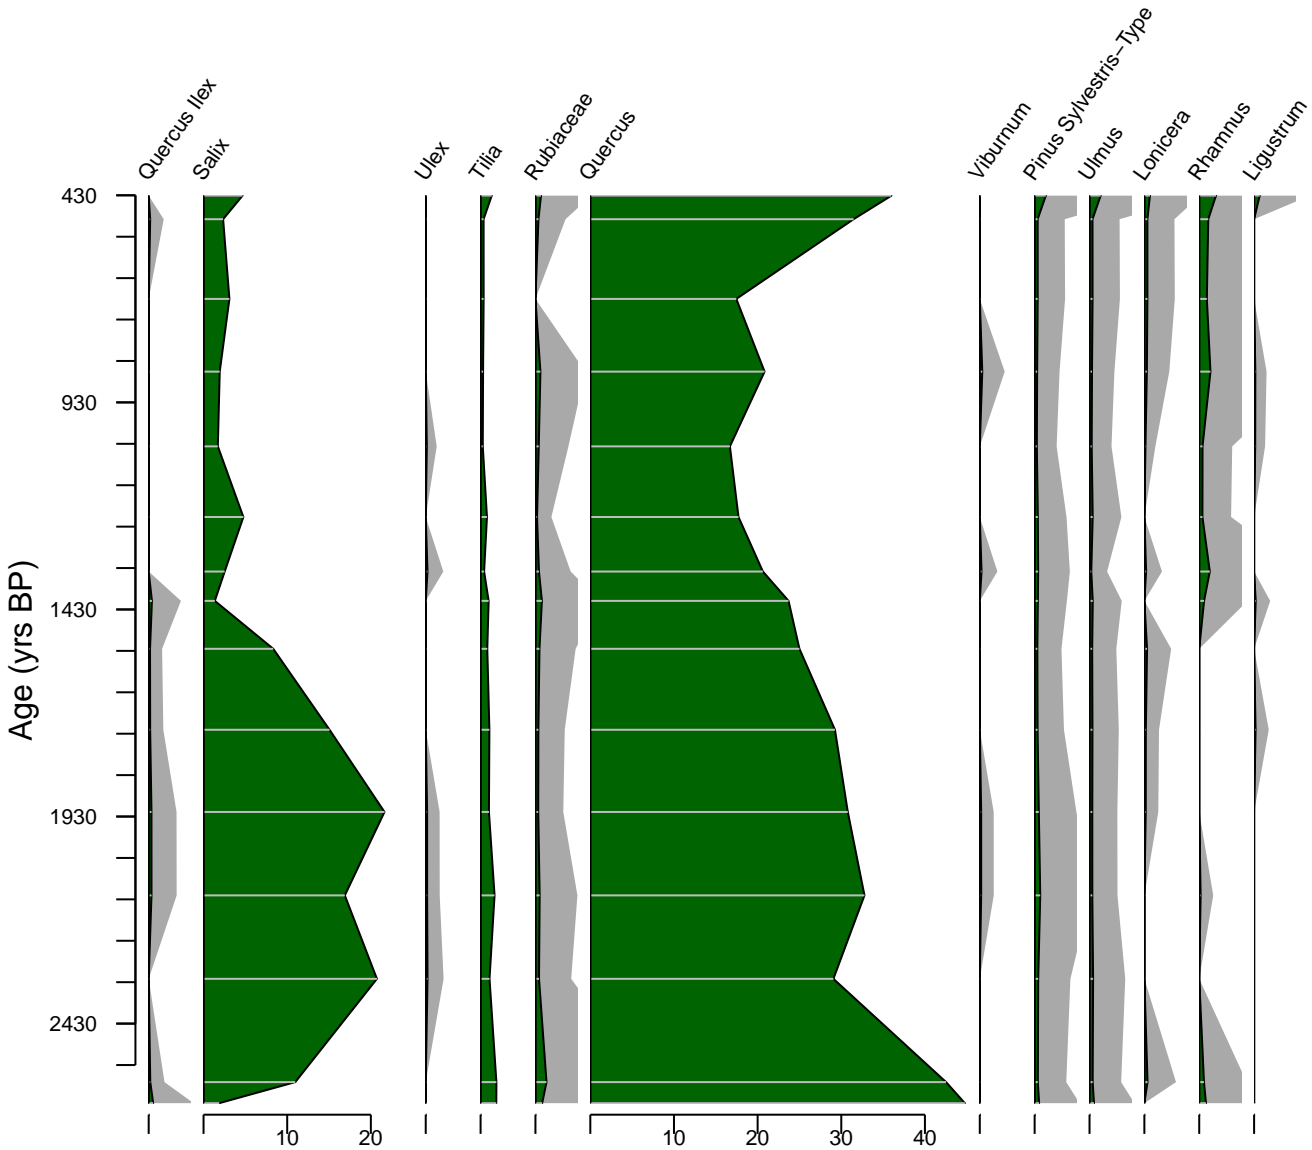 Quercus Ilex
Salix
Ulex
Tilia
Rubiaceae
Quercus
Viburnum
Pinus Sylvestris−Type
Ulmus
Lonicera
Rhamnus
Ligustrum
Age (yrs BP)
430
930
1430
1930
2430
10 20 10 20 30 40